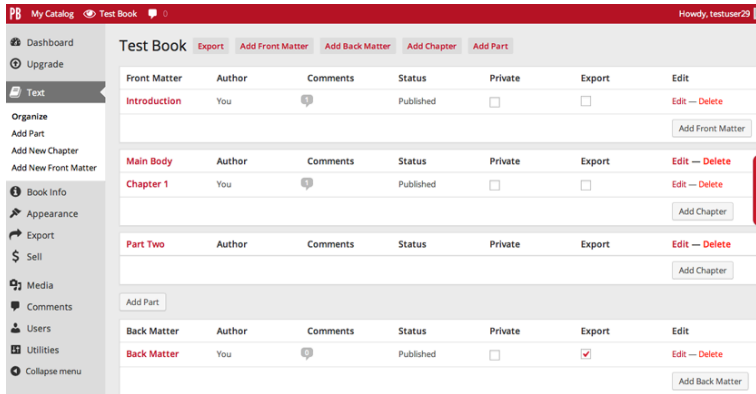 PB My Catalog Test Book 0 Howdy, testuser29
Dashboard
Upgrade
Text
Organize
Add Part
Add New Chapter
Add New Front Matter
Book Info
Appearance
Export
$ Sell
Media
Comments
Users
Utilities
Collapse menu
Test Book Export Add Front Matter Add Back Matter Add Chapter Add Part
Front Matter Author Comments Status Private Export Edit
Introduction You 1 Published Edit — Delete
Add Front Matter
Main Body Author Comments Status Private Export Edit — Delete
Chapter 1 You 1 Published Edit — Delete
Add Chapter
Part Two Author Comments Status Private Export Edit — Delete
Add Chapter
Add Part
Back Matter Author Comments Status Private Export Edit
Back Matter You 0 Published Edit — Delete
Add Back Matter